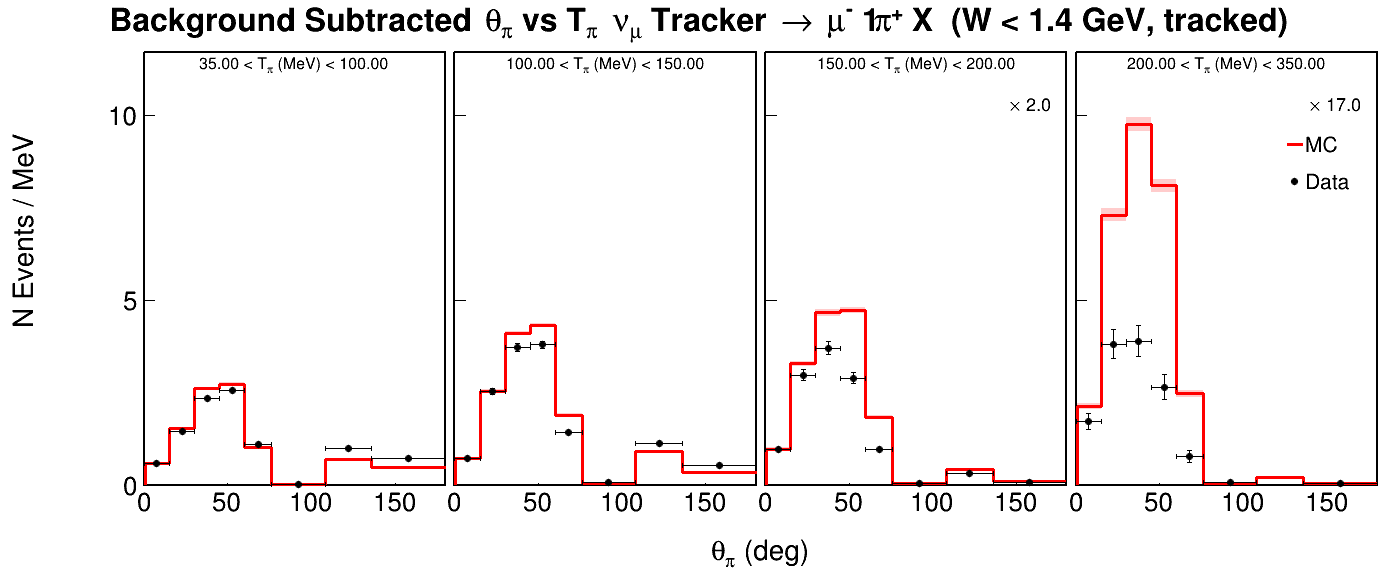 Background Subtracted θπ vs Tπ νμ Tracker → μ⁻ 1π⁺ X (W < 1.4 GeV, tracked)
35.00 < Tπ (MeV) < 100.00
100.00 < Tπ (MeV) < 150.00
150.00 < Tπ (MeV) < 200.00
200.00 < Tπ (MeV) < 350.00
× 2.0
× 17.0
MC
Data
N Events / MeV
10
5
0
0 50 100 150
0 50 100 150
0 50 100 150
0 50 100 150
θπ (deg)